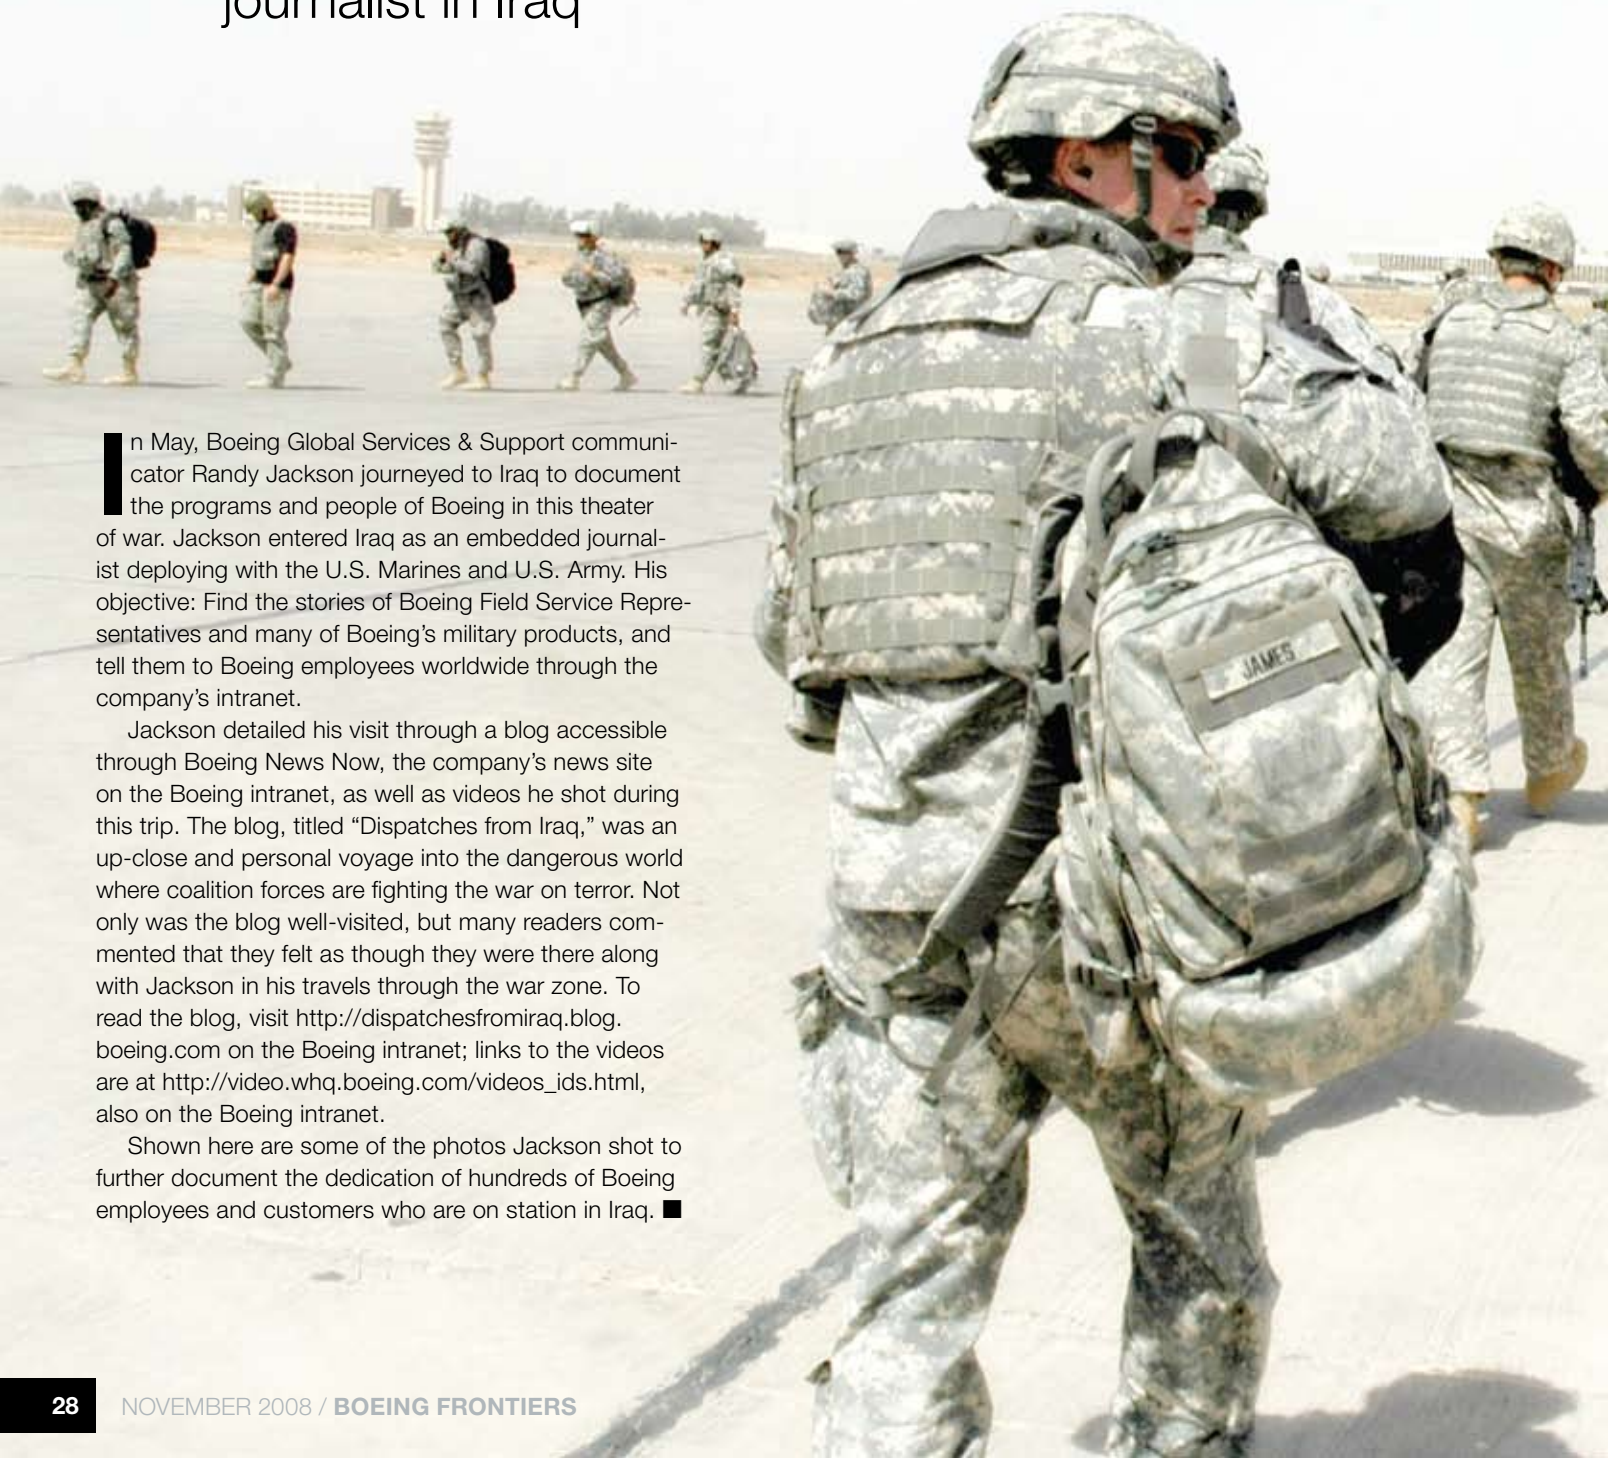 journalist in Iraq
In May, Boeing Global Services & Support communi-
cator Randy Jackson journeyed to Iraq to document
the programs and people of Boeing in this theater
of war. Jackson entered Iraq as an embedded journal-
ist deploying with the U.S. Marines and U.S. Army. His
objective: Find the stories of Boeing Field Service Repre-
sentatives and many of Boeing’s military products, and
tell them to Boeing employees worldwide through the
company’s intranet.
Jackson detailed his visit through a blog accessible
through Boeing News Now, the company’s news site
on the Boeing intranet, as well as videos he shot during
this trip. The blog, titled “Dispatches from Iraq,” was an
up-close and personal voyage into the dangerous world
where coalition forces are fighting the war on terror. Not
only was the blog well-visited, but many readers com-
mented that they felt as though they were there along
with Jackson in his travels through the war zone. To
read the blog, visit http://dispatchesfromiraq.blog.
boeing.com on the Boeing intranet; links to the videos
are at http://video.whq.boeing.com/videos_ids.html,
also on the Boeing intranet.
Shown here are some of the photos Jackson shot to
further document the dedication of hundreds of Boeing
employees and customers who are on station in Iraq. ■
JAMES
28 NOVEMBER 2008 / BOEING FRONTIERS